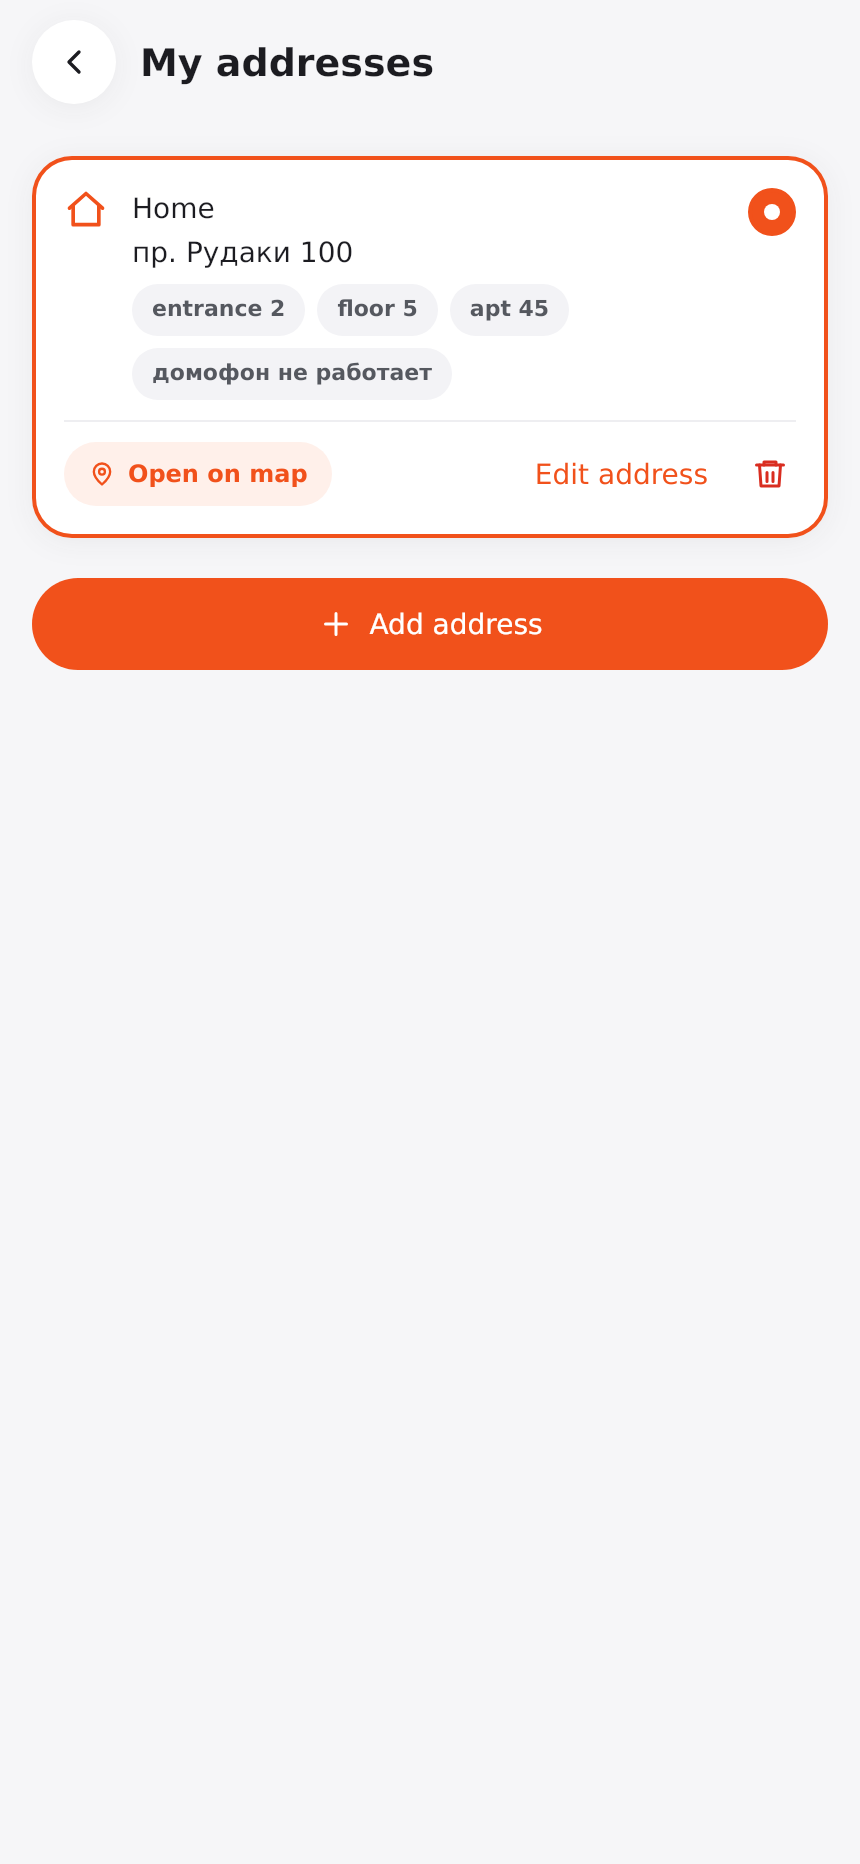 My addresses
Home
пр. Рудаки 100
entrance 2 floor 5 apt 45
домофон не работает
Open on map Edit address
Add address